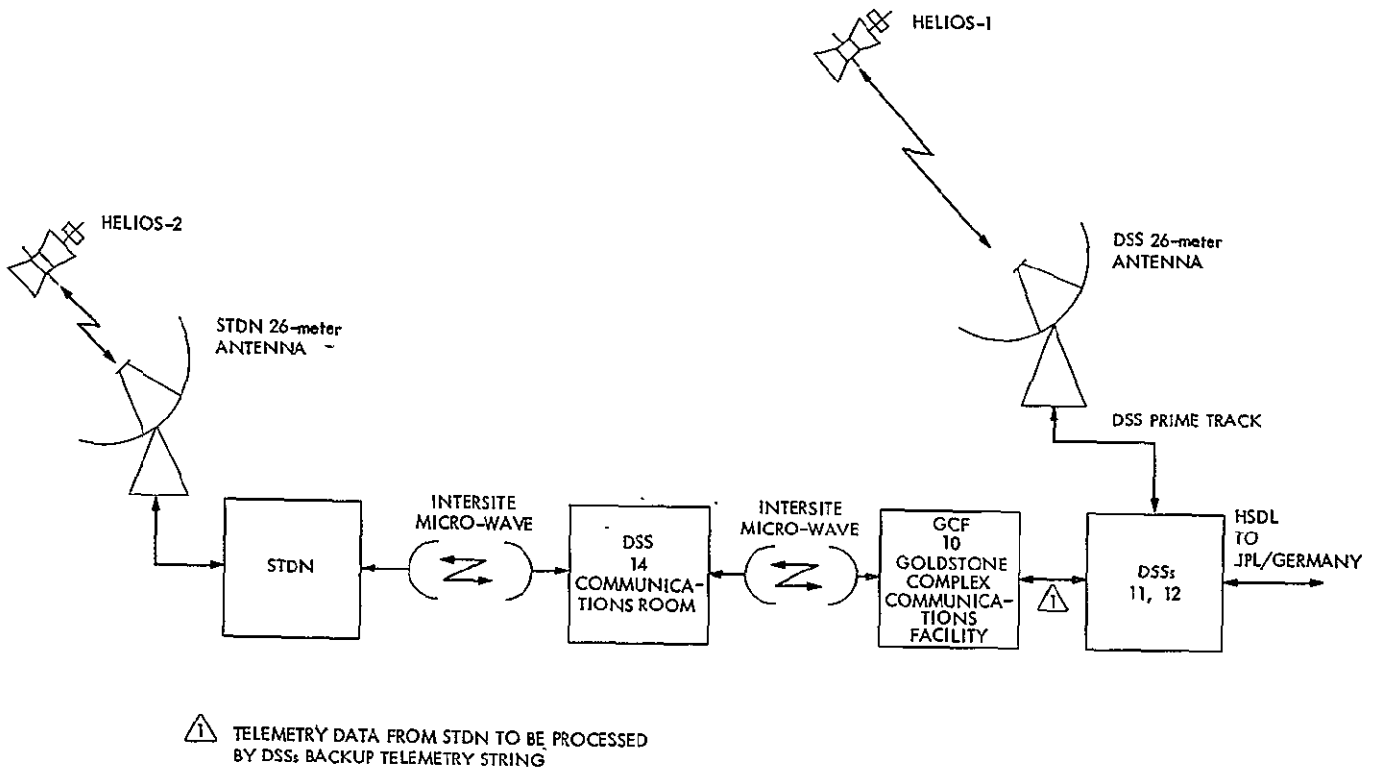 HELIOS-1
HELIOS-2
DSS 26-meter
ANTENNA
STDN 26-meter
ANTENNA
DSS PRIME TRACK
INTERSITE
MICRO-WAVE
INTERSITE
MICRO-WAVE
HSDL
TO
JPL/GERMANY
STDN
DSS
14
COMMUNICA-
TIONS ROOM
GCF
10
GOLDSTONE
COMPLEX
COMMUNICA-
TIONS
FACILITY
1
DSSs
11, 12
1 TELEMETRY DATA FROM STDN TO BE PROCESSED
BY DSSs BACKUP TELEMETRY STRING